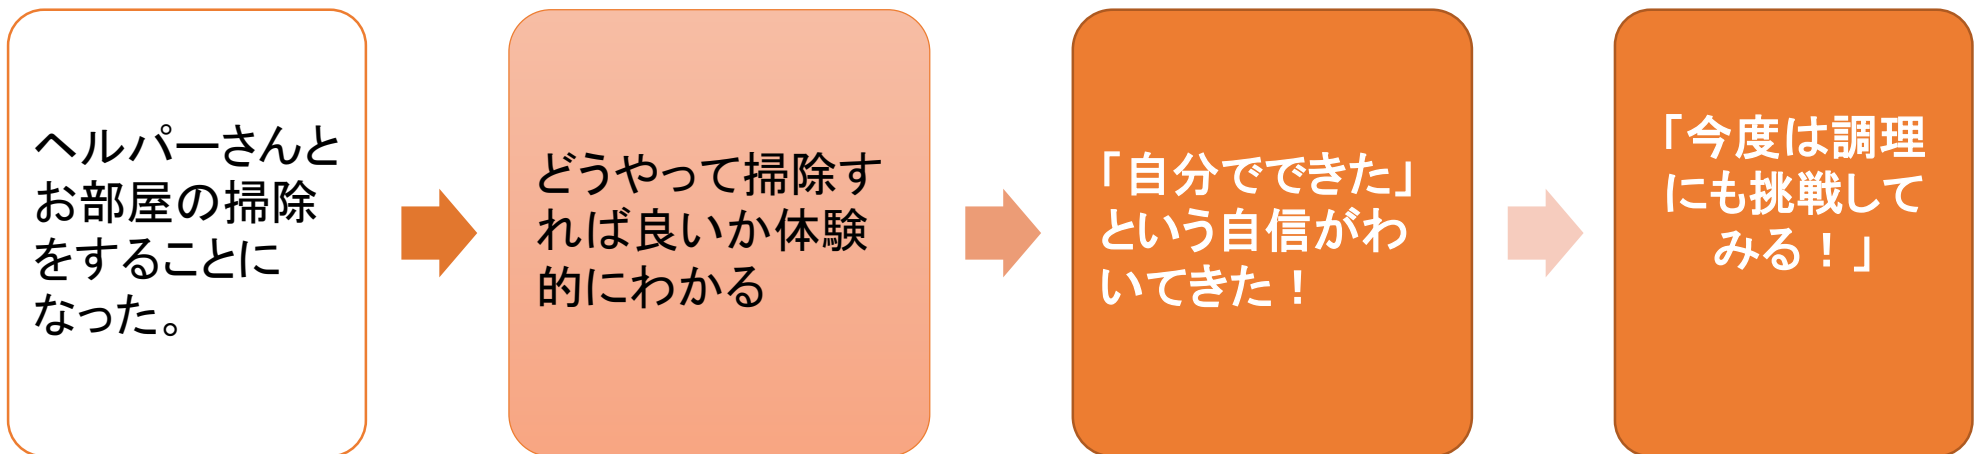 ヘルパーさんと
お部屋の掃除
をすることに
なった。
どうやって掃除す
れば良いか体験
的にわかる
「自分でできた」
という自信がわ
いてきた！
「今度は調理
にも挑戦して
みる！」